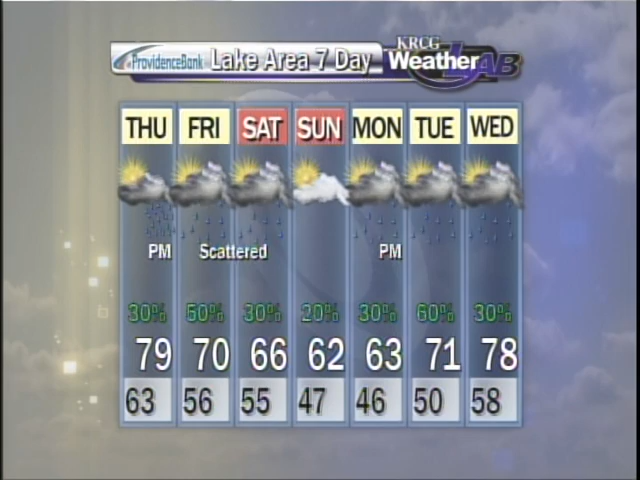 KRCG
ProvidenceBank Lake Area 7 Day Weather LAB
THU FRI SAT SUN MON TUE WED
PM Scattered PM
30% 60% 30% 20% 30% 60% 30%
79 70 66 62 63 71 78
63 56 55 47 46 50 58